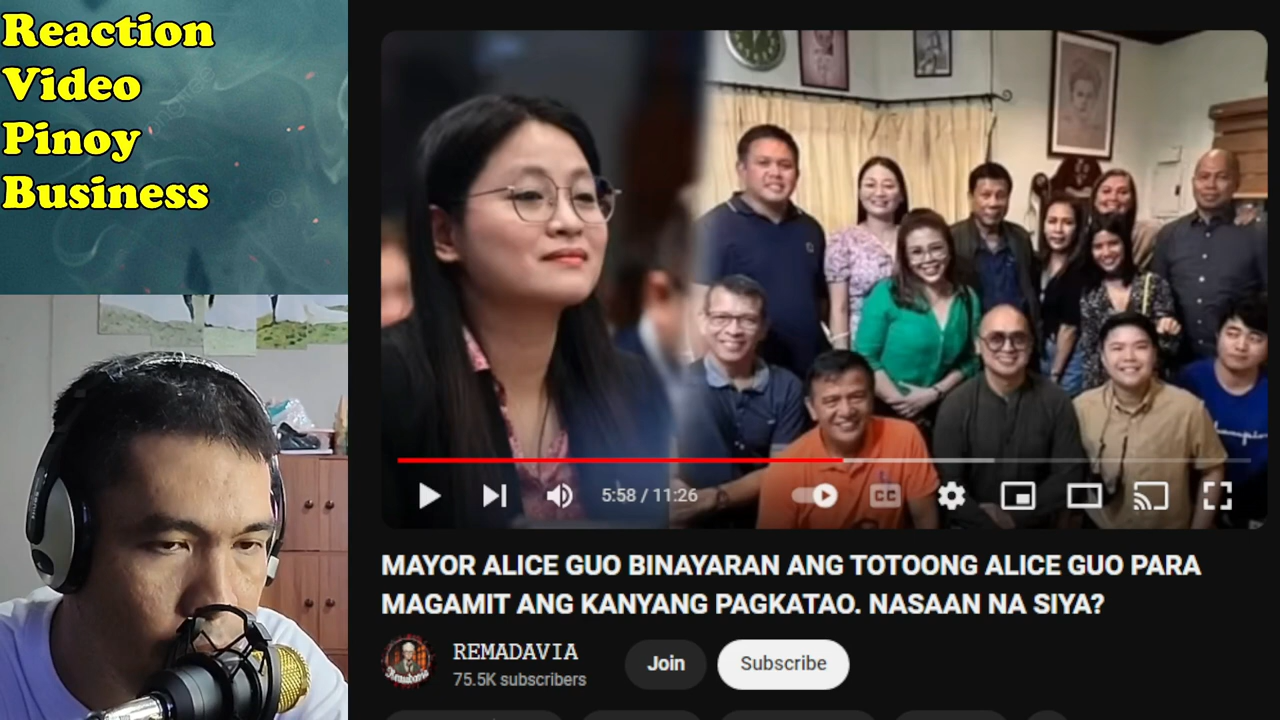 Reaction
Video
Pinoy
Business
5:58 / 11:26
CC
MAYOR ALICE GUO BINAYARAN ANG TOTOONG ALICE GUO PARA
MAGAMIT ANG KANYANG PAGKATAO. NASAAN NA SIYA?
REMADAVIA
75.5K subscribers
Join
Subscribe